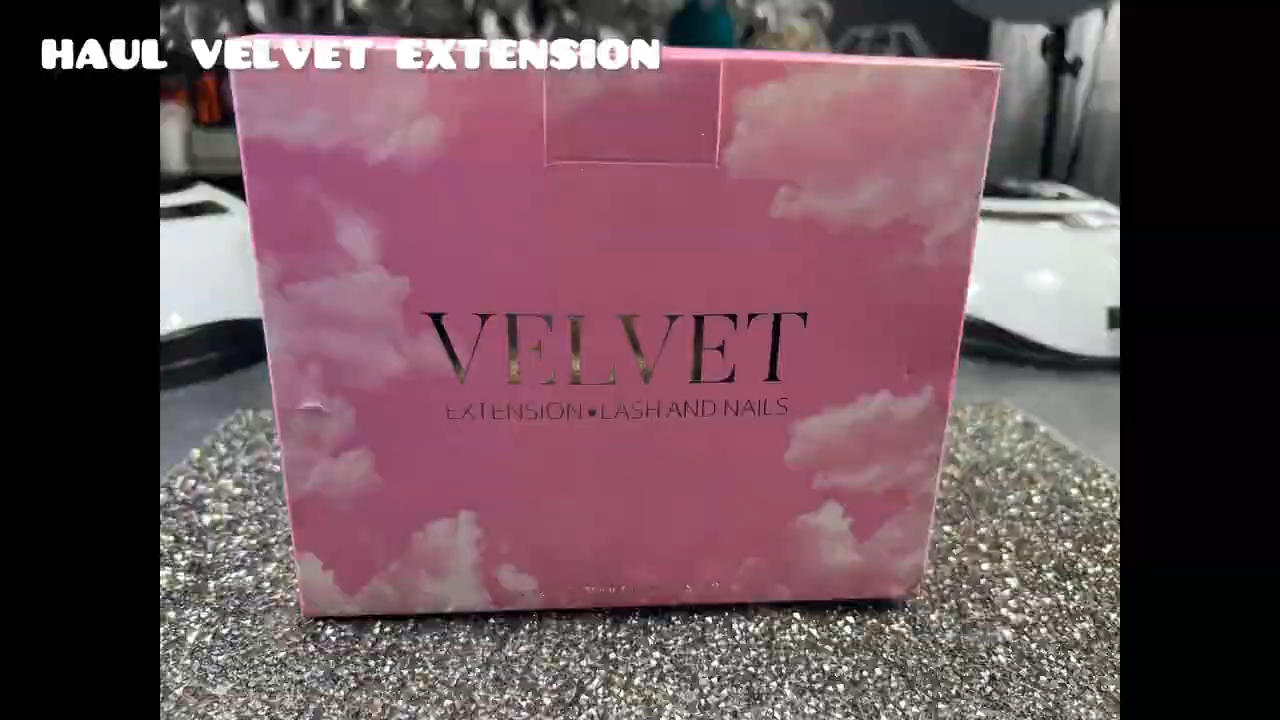 HAUL VELVET EXTENSION
VELVET
EXTENSION•LASH AND NAILS